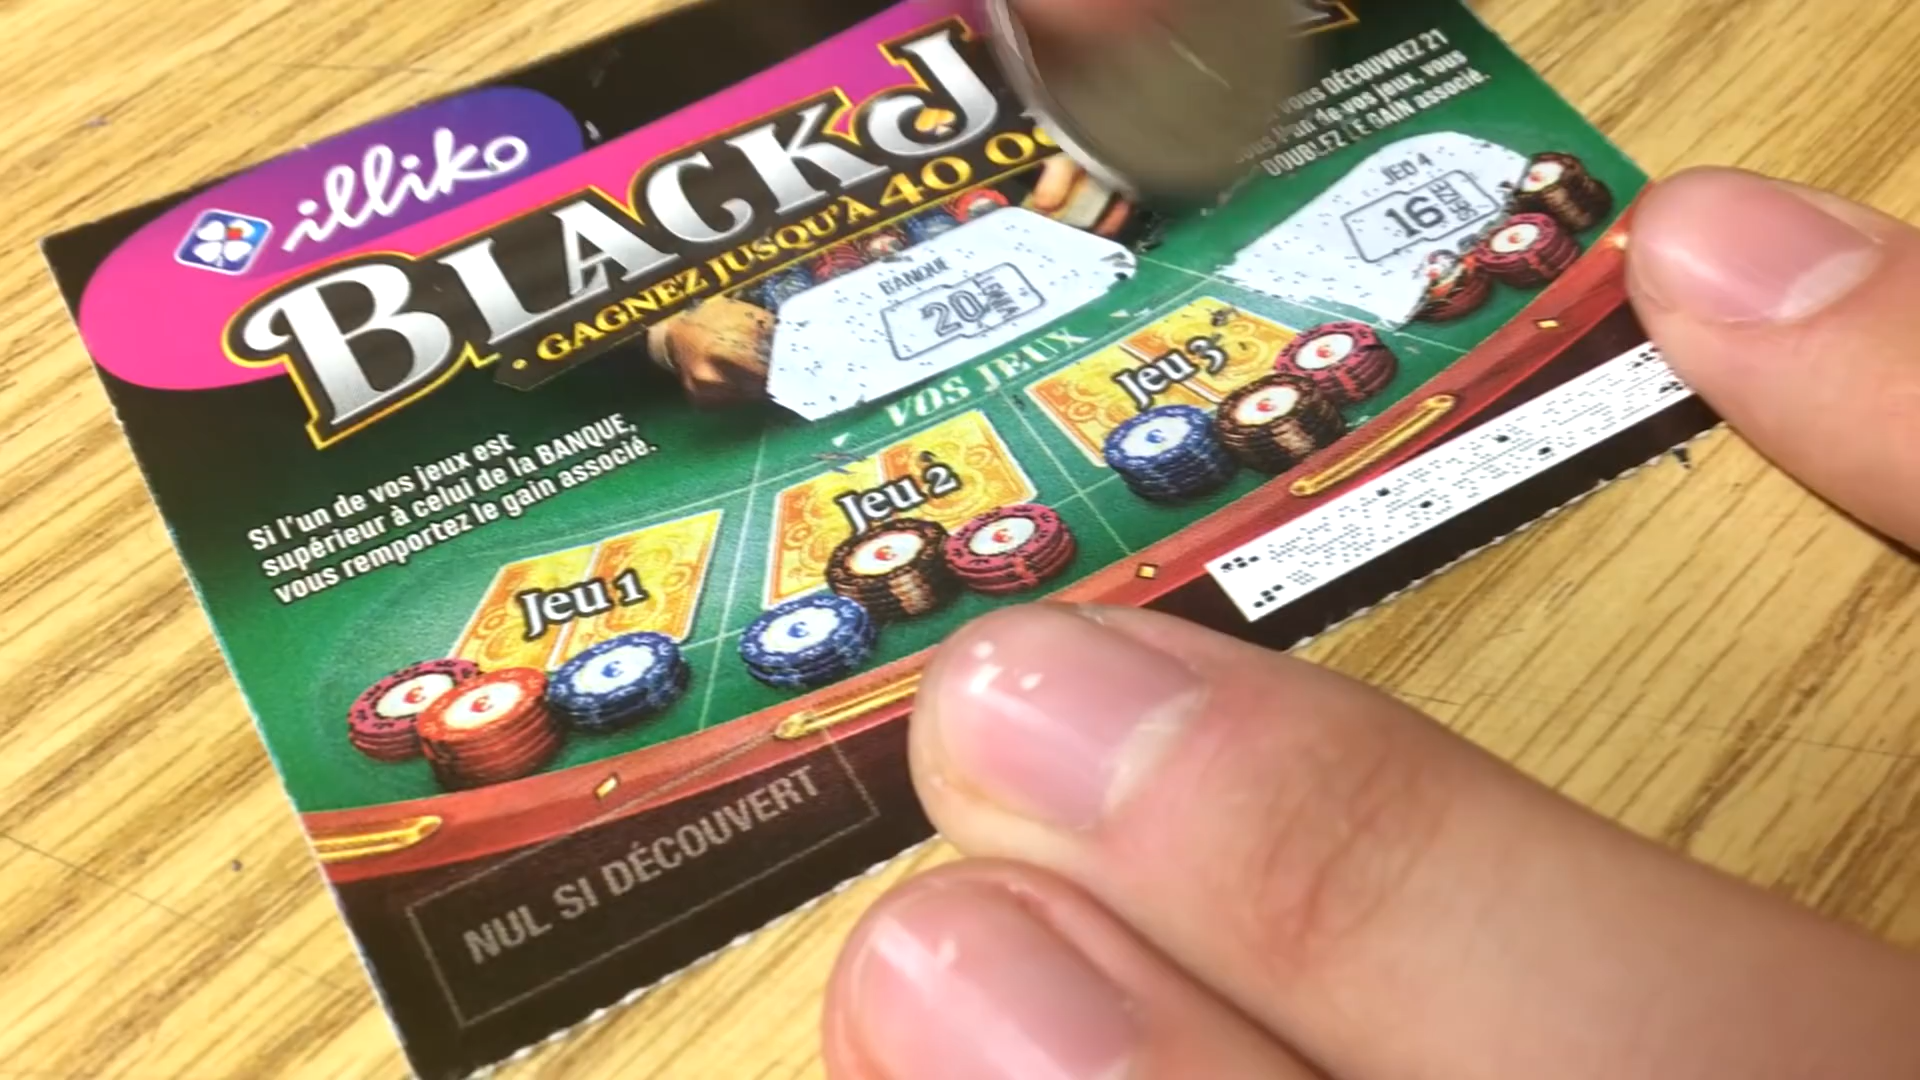 illiko
BLACKJ
• GAGNEZ JUSQU'À 40 00
vous DÉCOUVREZ 21
l'un de vos jeux, vous
DOUBLEZ LE GAIN associé.
JEU 4
16 SEIZE
BANQUE
20
VOS JEUX
Si l'un de vos jeux est
supérieur à celui de la BANQUE,
vous remportez le gain associé.
Jeu 1
Jeu 2
Jeu 3
NUL SI DÉCOUVERT